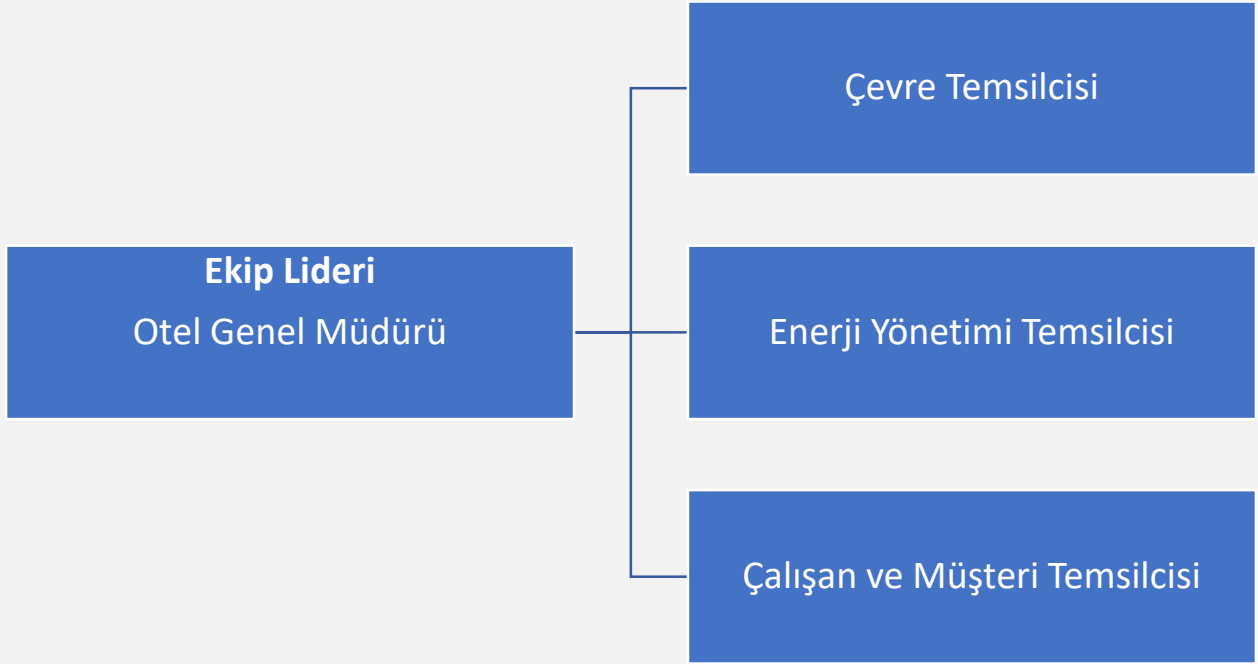 Çevre Temsilcisi
Ekip Lideri
Otel Genel Müdürü
Enerji Yönetimi Temsilcisi
Çalışan ve Müşteri Temsilcisi